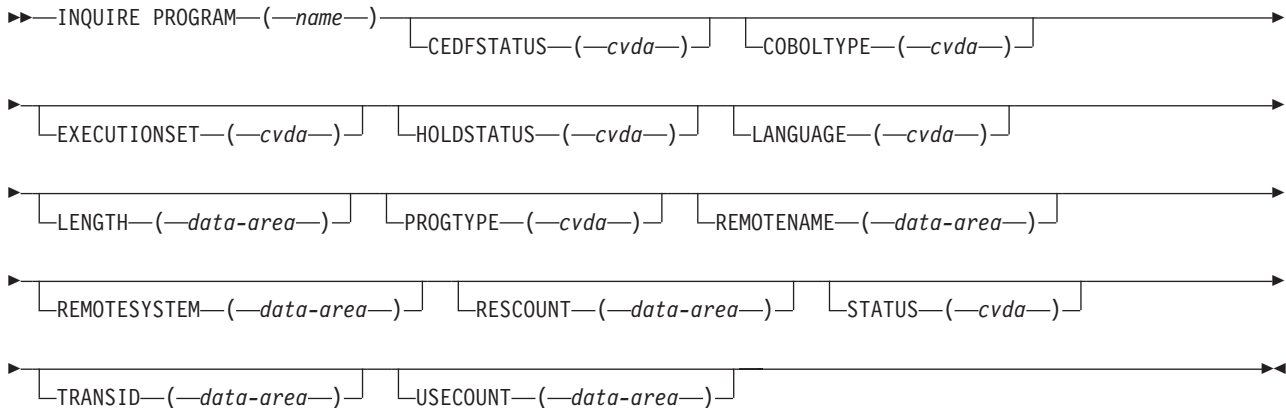 INQUIRE PROGRAM ( name )
CEDFSTATUS ( cvda ) COBOLTYPE ( cvda )
EXECUTIONSET ( cvda ) HOLDSTATUS ( cvda ) LANGUAGE ( cvda )
LENGTH ( data-area ) PROGTYPE ( cvda ) REMOTENAME ( data-area )
REMOTESYSTEM ( data-area ) RESCOUNT ( data-area ) STATUS ( cvda )
TRANSID ( data-area ) USECOUNT ( data-area )